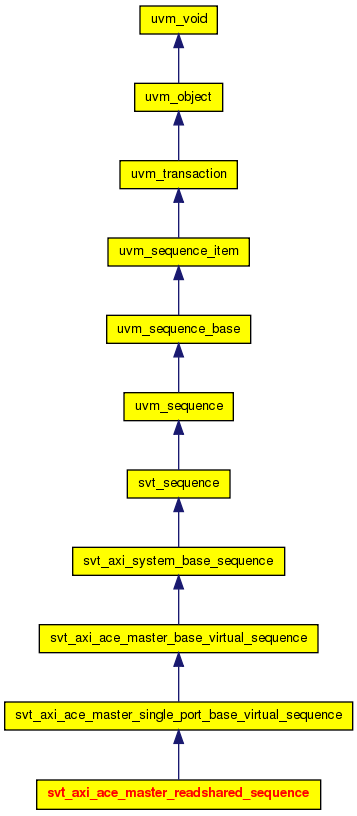 uvm_void
uvm_object
uvm_transaction
uvm_sequence_item
uvm_sequence_base
uvm_sequence
svt_sequence
svt_axi_system_base_sequence
svt_axi_ace_master_base_virtual_sequence
svt_axi_ace_master_single_port_base_virtual_sequence
svt_axi_ace_master_readshared_sequence